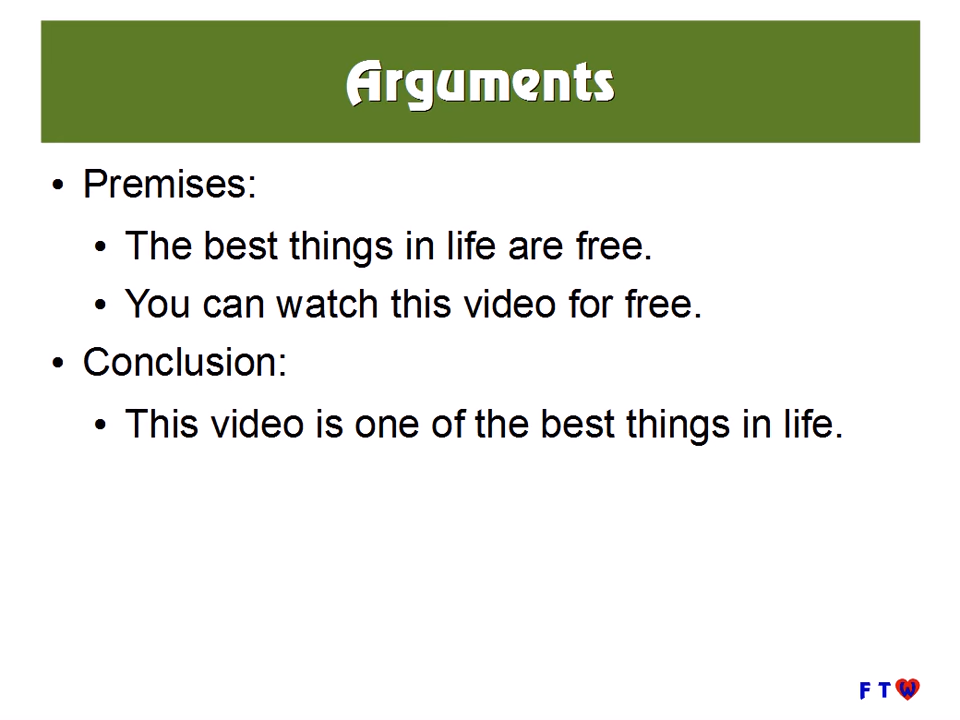 Arguments
• Premises:
• The best things in life are free.
• You can watch this video for free.
• Conclusion:
• This video is one of the best things in life.
F T W